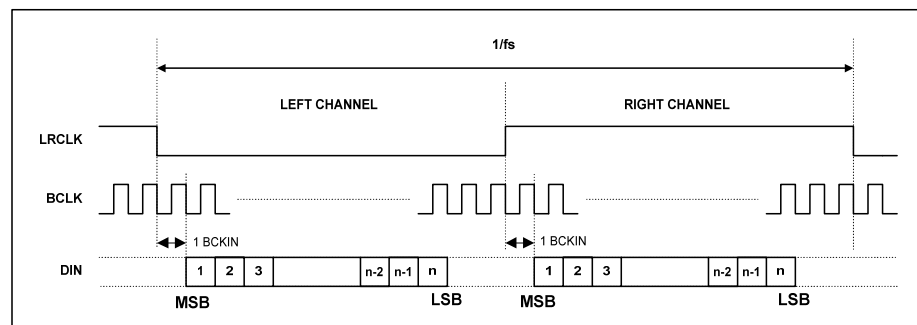 1/fs
LEFT CHANNEL RIGHT CHANNEL
LRCLK
BCLK
1 BCKIN 1 BCKIN
DIN 1 2 3 n-2 n-1 n 1 2 3 n-2 n-1 n
MSB LSB MSB LSB